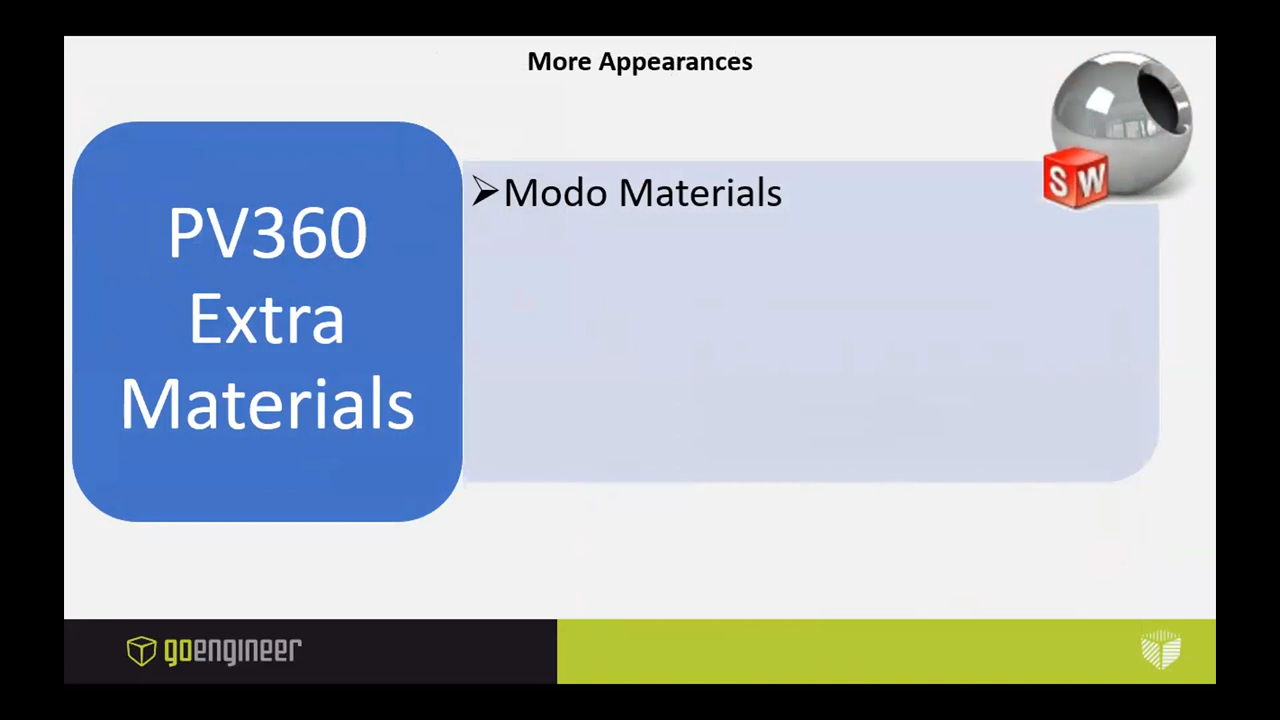 More Appearances
PV360
Extra
Materials
➢Modo Materials
SW
goengineer